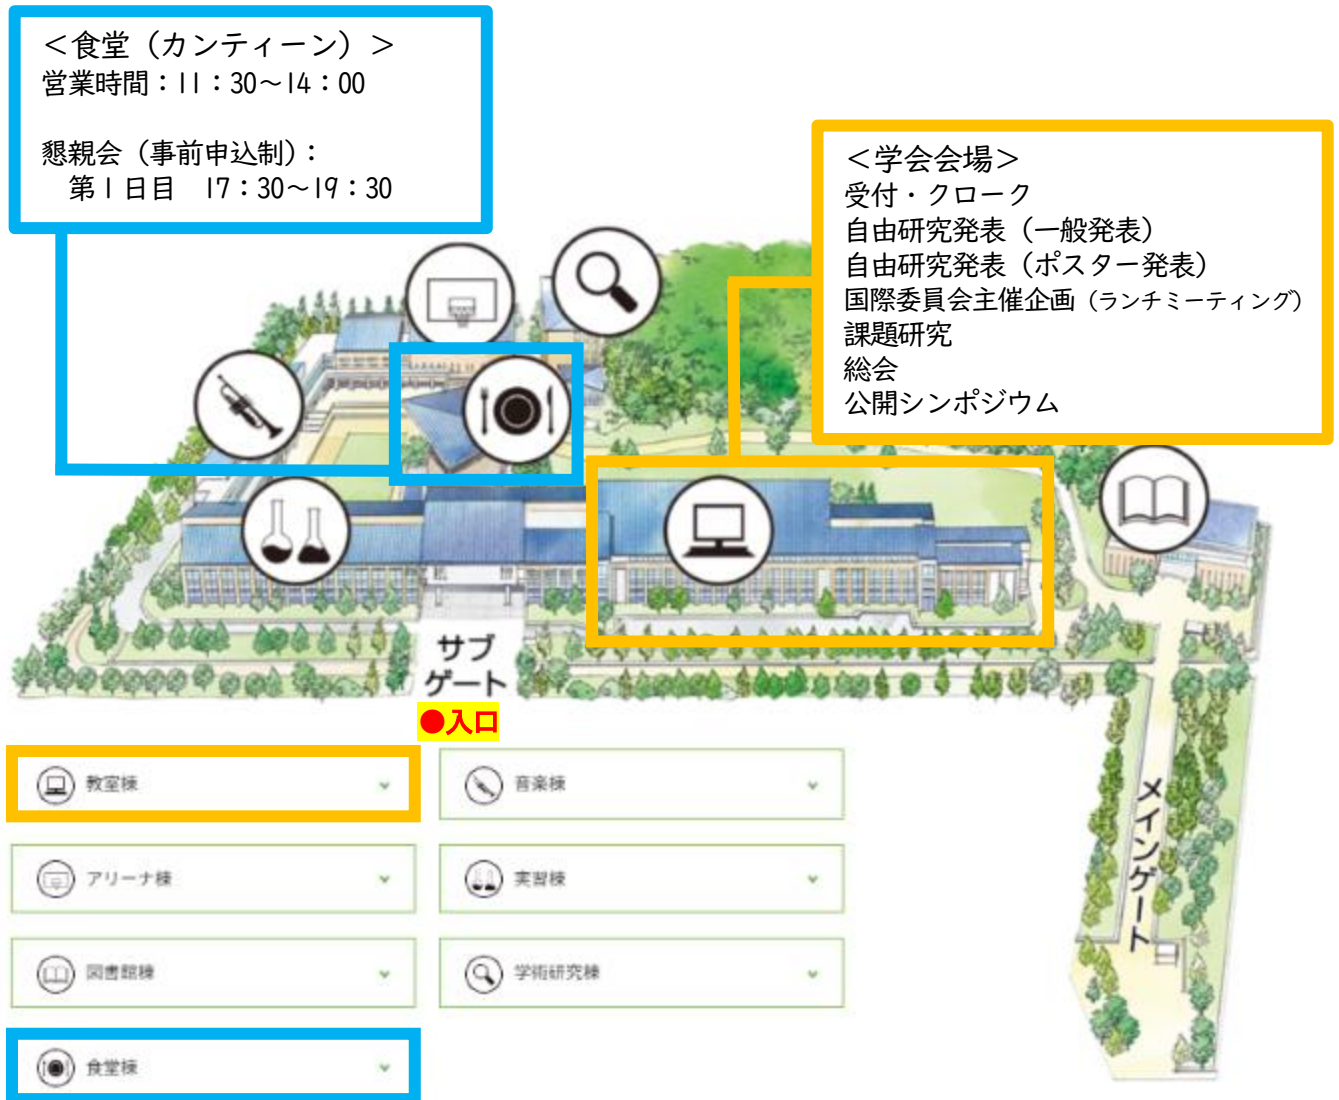 ＜食堂（カンティーン）＞
営業時間：11：30～14：00
懇親会（事前申込制）：
第1日目　17：30～19：30
＜学会会場＞
受付・クローク
自由研究発表（一般発表）
自由研究発表（ポスター発表）
国際委員会主催企画（ランチミーティング）
課題研究
総会
公開シンポジウム
サブ
ゲート
●入口
メインゲート
教室棟
音楽棟
アリーナ棟
実習棟
図書館棟
学術研究棟
食堂棟